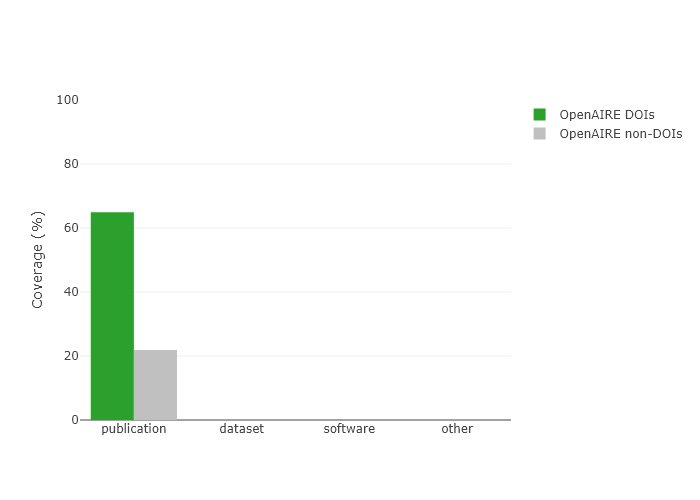 100
80
60
40
20
0
Coverage (%)
publication
dataset
software
other
OpenAIRE DOIs
OpenAIRE non-DOIs